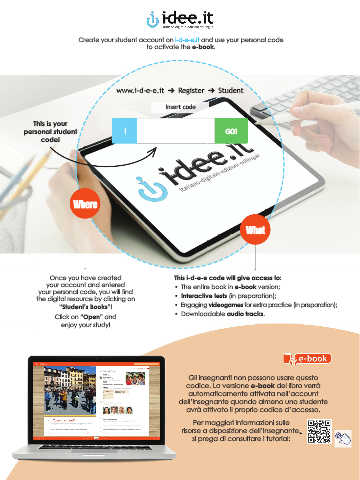 idee.it
Create your student account on i-d-e-e.it and use your personal code
to activate the e-book.
www.i-d-e-e.it → Register → Student
Insert code
This is your
personal student
code!
I
GO!
idee.it
Where
What
Once you have created
your account and entered
your personal code, you will find
the digital resource by clicking on
"Student's Books"!
Click on "Open" and
enjoy your study!
This i-d-e-e code will give access to:
• The entire book in e-book version;
• Interactive tests (in preparation);
• Engaging videogames for extra practice (in preparation);
• Downloadable audio tracks.
e-book
Gli insegnanti non possono usare questo
codice. La versione e-book del libro verrà
automaticamente attivata nell'account
dell'insegnante quando almeno uno studente
avrà attivato il proprio codice d'accesso.
Per maggiori informazioni sulle
risorse a disposizione dell'insegnante,
si prega di consultare i tutorial: